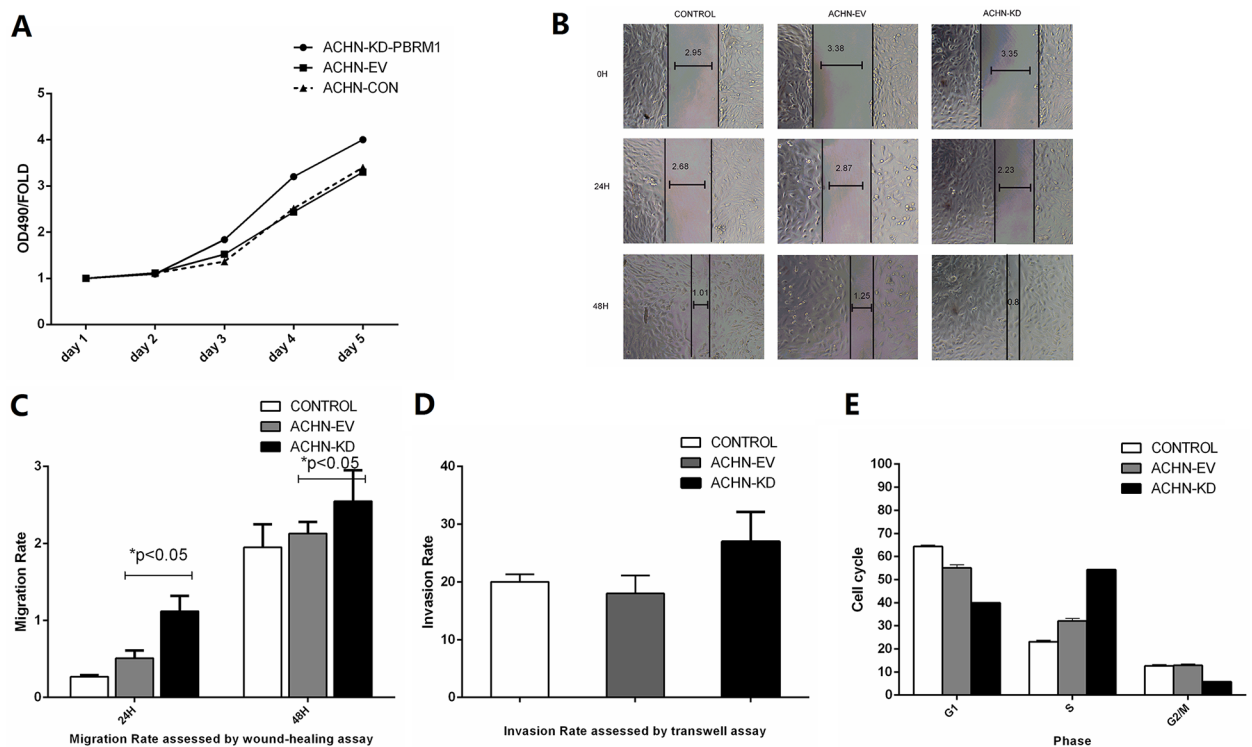 A
ACHN-KD-PBRM1
ACHN-EV
ACHN-CON
OD490/FOLD
5
4
3
2
1
0
day 1
day 2
day 3
day 4
day 5
B
CONTROL
ACHN-EV
ACHN-KD
0H
2.95
3.38
3.35
24H
2.68
2.87
2.23
48H
1.01
1.25
0.8
C
CONTROL
ACHN-EV
ACHN-KD
Migration Rate
3
2
1
0
*p<0.05
*p<0.05
24H
48H
Migration Rate assessed by wound-healing assay
D
CONTROL
ACHN-EV
ACHN-KD
Invasion Rate
40
30
20
10
0
Invasion Rate assessed by transwell assay
E
CONTROL
ACHN-EV
ACHN-KD
Cell cycle
100
90
80
70
60
50
40
30
20
10
0
G1
S
G2/M
Phase